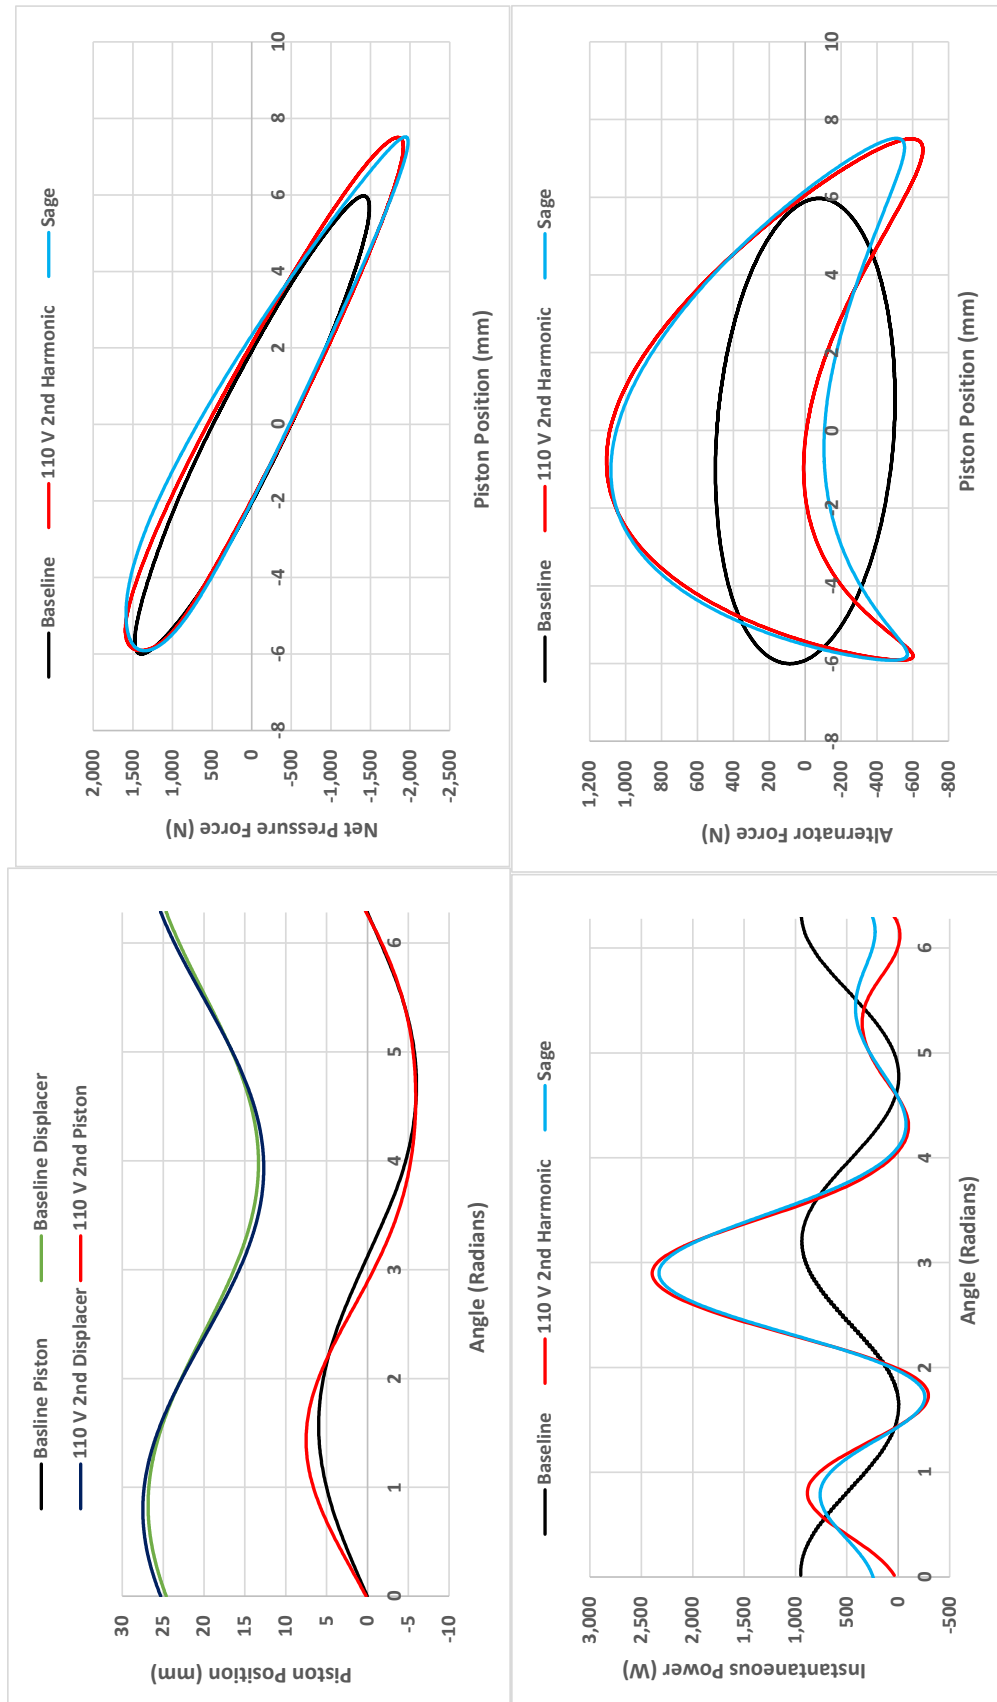 Basline Piston Baseline Displacer
110 V 2nd Displacer 110 V 2nd Piston
Piston Position (mm)
30
25
20
15
10
5
0
-5
-10
0 1 2 3 4 5 6
Angle (Radians)
Baseline 110 V 2nd Harmonic Sage
Net Pressure Force (N)
2,000
1,500
1,000
500
0
-500
-1,000
-1,500
-2,000
-2,500
-8 -6 -4 -2 0 2 4 6 8 10
Piston Position (mm)
Baseline 110 V 2nd Harmonic Sage
Instantaneous Power (W)
3,000
2,500
2,000
1,500
1,000
500
0
-500
0 1 2 3 4 5 6
Angle (Radians)
Baseline 110 V 2nd Harmonic Sage
Alternator Force (N)
1,200
1,000
800
600
400
200
0
-200
-400
-600
-800
-8 -6 -4 -2 0 2 4 6 8 10
Piston Position (mm)